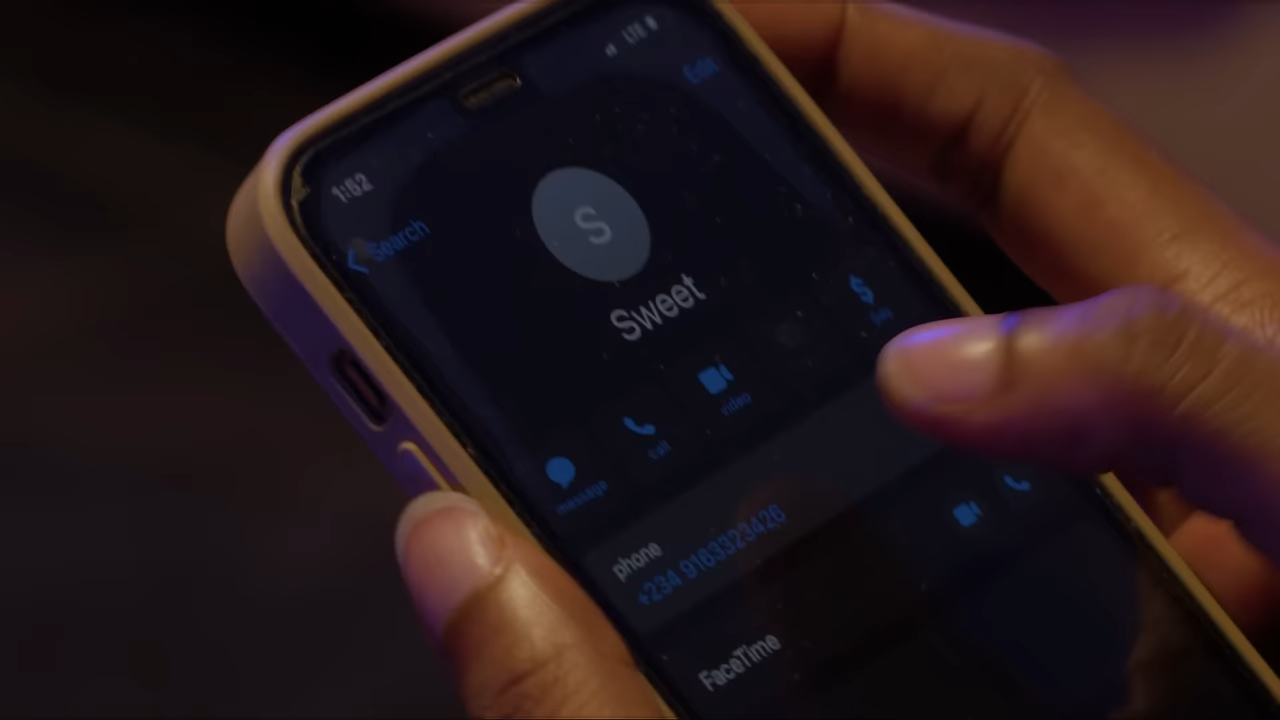 LTE
1:52
Edit
Search
S
Sweet
message
call
video
$
pay
phone
+234 9163323426
FaceTime